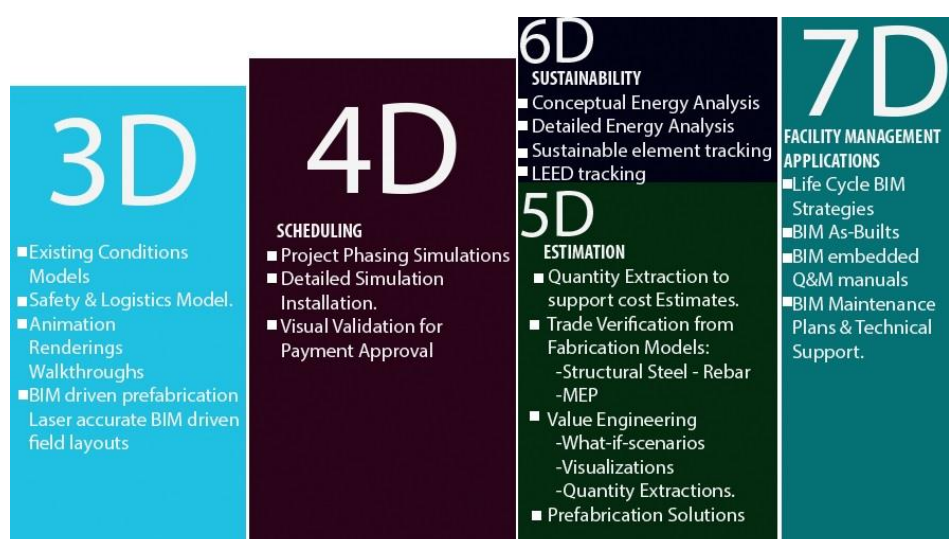 3D
■Existing Conditions
Models
■Safety & Logistics Model.
■Animation
Renderings
Walkthroughs
■BIM driven prefabrication
Laser accurate BIM driven
field layouts
4D
SCHEDULING
■ Project Phasing Simulations
■ Detailed Simulation
Installation.
■ Visual Validation for
Payment Approval
6D
SUSTAINABILITY
■ Conceptual Energy Analysis
■ Detailed Energy Analysis
■ Sustainable element tracking
■ LEED tracking
5D
ESTIMATION
■ Quantity Extraction to
support cost Estimates.
■ Trade Verification from
Fabrication Models:
-Structural Steel - Rebar
-MEP
■ Value Engineering
-What-if-scenarios
-Visualizations
-Quantity Extractions.
■ Prefabrication Solutions
7D
FACILITY MANAGEMENT
APPLICATIONS
■Life Cycle BIM
Strategies
■BIM As-Builts
■BIM embedded
Q&M manuals
■BIM Maintenance
Plans & Technical
Support.